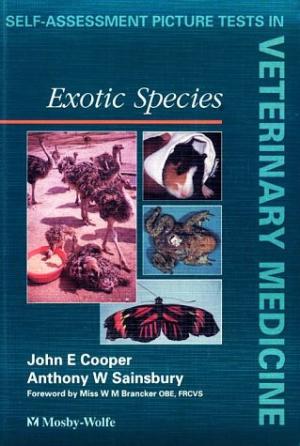 SELF-ASSESSMENT PICTURE TESTS IN
VETERINARY MEDICINE
Exotic Species
John E Cooper
Anthony W Sainsbury
Foreword by Miss W M Brancker OBE, FRCVS
M Mosby-Wolfe